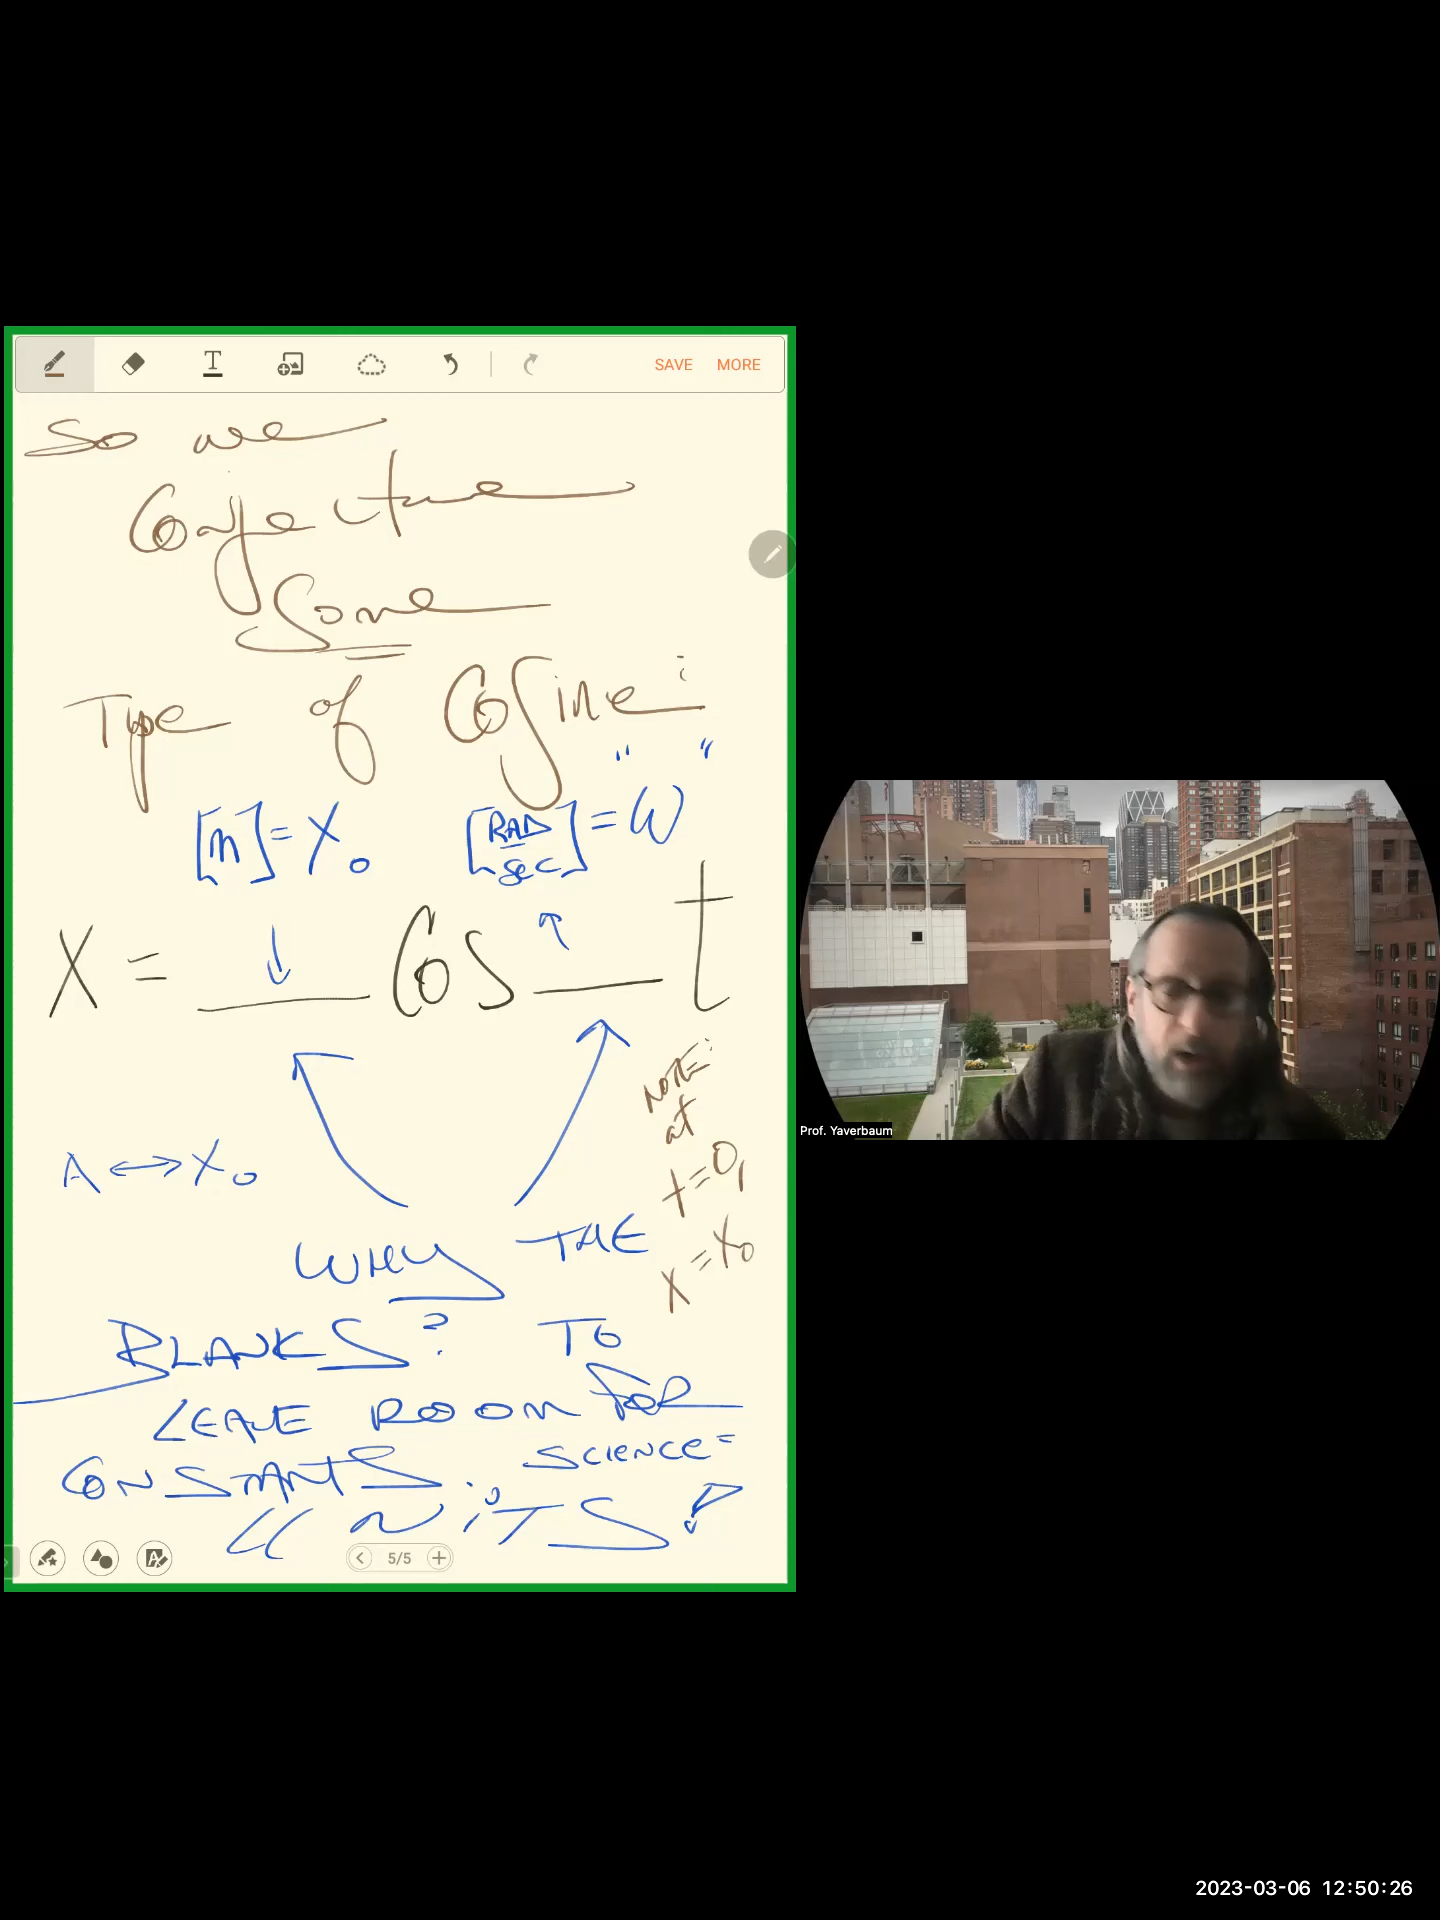 SAVE MORE
So we
Conjecture
Some
Type of Cosine:
" "
[m] = X₀ [RAD/sec] = ω
X = ___ Cos ___ t
NOTE:
at
t=0,
X=X₀
A ↔ X₀
WHY THE
BLANKS? TO
LEAVE ROOM FOR
CONSTANTS. SCIENCE =
UNITS!
5/5
Prof. Yaverbaum
2023-03-06 12:50:26